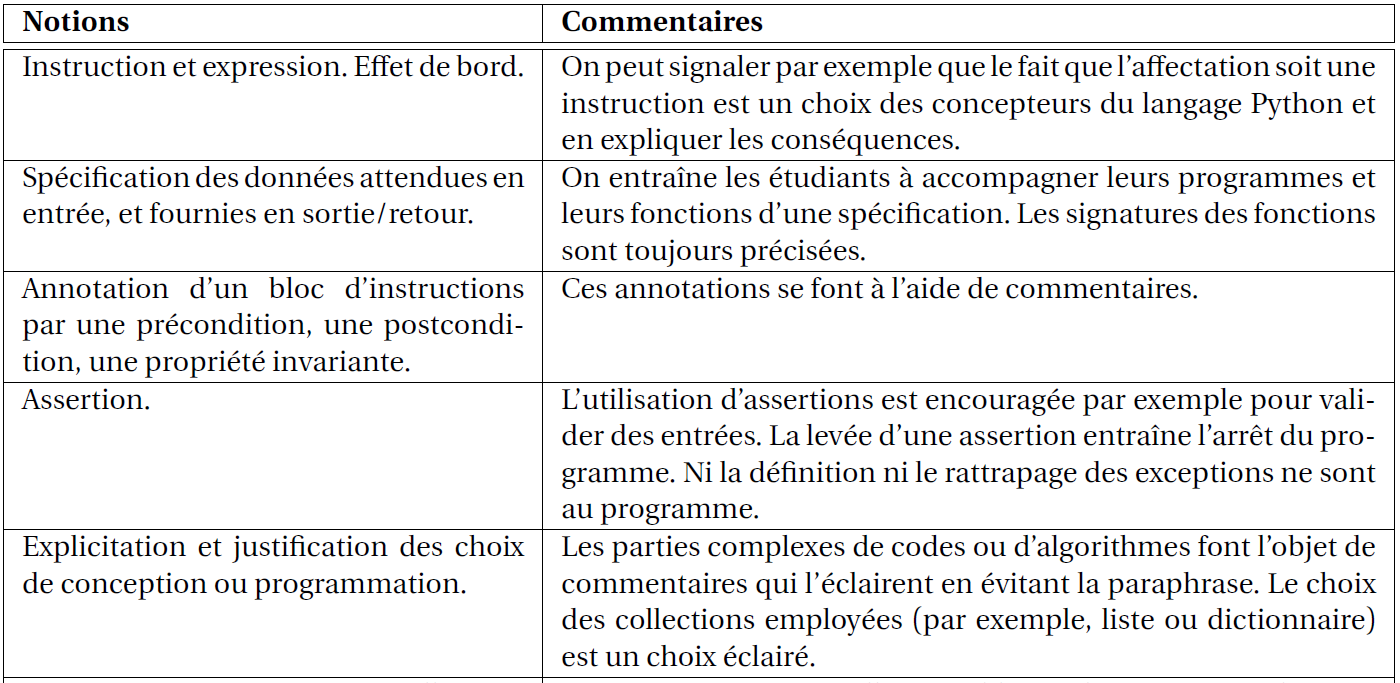 Notions
Commentaires
Instruction et expression. Effet de bord.
On peut signaler par exemple que le fait que l'affectation soit une
instruction est un choix des concepteurs du langage Python et
en expliquer les conséquences.
Spécification des données attendues en
entrée, et fournies en sortie/retour.
On entraîne les étudiants à accompagner leurs programmes et
leurs fonctions d'une spécification. Les signatures des fonctions
sont toujours précisées.
Annotation d'un bloc d'instructions
par une précondition, une postcondi-
tion, une propriété invariante.
Ces annotations se font à l'aide de commentaires.
Assertion.
L'utilisation d'assertions est encouragée par exemple pour vali-
der des entrées. La levée d'une assertion entraîne l'arrêt du pro-
gramme. Ni la définition ni le rattrapage des exceptions ne sont
au programme.
Explicitation et justification des choix
de conception ou programmation.
Les parties complexes de codes ou d'algorithmes font l'objet de
commentaires qui l'éclairent en évitant la paraphrase. Le choix
des collections employées (par exemple, liste ou dictionnaire)
est un choix éclairé.